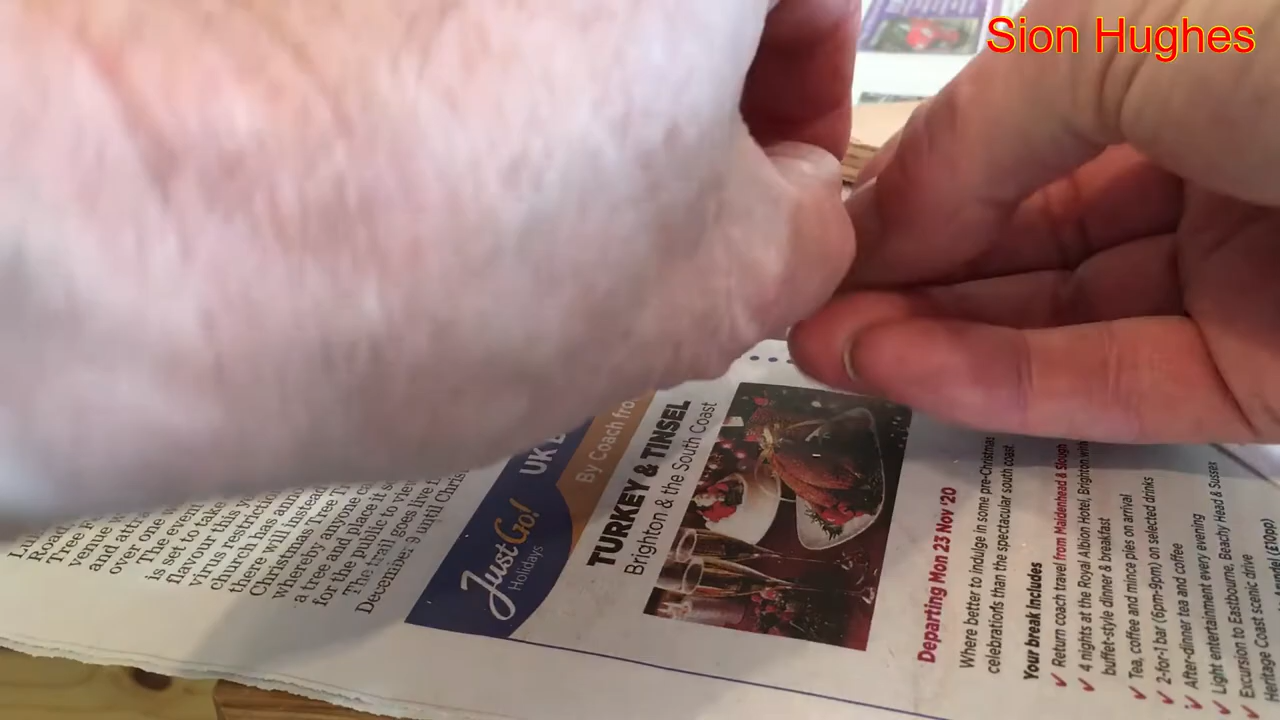 Sion Hughes
Road
Tree
venue
and
over one
The event
is set to take
flavour this
virus
church has
there will instead
Christmas Tree
whereby anyone
a tree and place it
for the public to
The trail goes live
December 9 until
Just Go!
Holidays
UK
By Coach
TURKEY & TINSEL
Brighton & the South Coast
Departing Mon 23 Nov '20
Where better to indulge in some pre-Christmas
celebrations than the spectacular south coast.
Your break includes
✓ Return coach travel from Maidenhead & Slough
✓ 4 nights at the Royal Albion Hotel, Brighton with
buffet-style dinner & breakfast
✓ Tea, coffee and mince pies on arrival
✓ 2-for-1 bar (6pm-9pm) on selected drinks
✓ After-dinner tea and coffee
✓ Light entertainment every evening
✓ Excursion to Eastbourne, Beachy Head & Sussex
Heritage Coast scenic drive